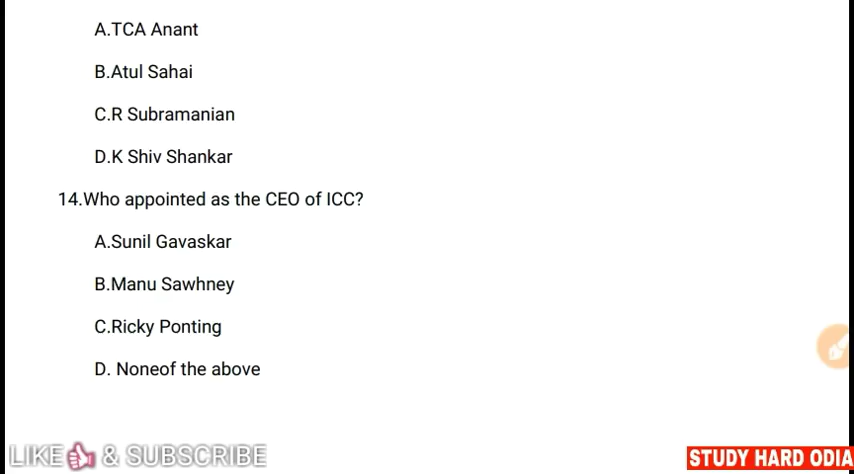 A.TCA Anant
B.Atul Sahai
C.R Subramanian
D.K Shiv Shankar
14.Who appointed as the CEO of ICC?
A.Sunil Gavaskar
B.Manu Sawhney
C.Ricky Ponting
D. Noneof the above
LIKE & SUBSCRIBE
STUDY HARD ODIA